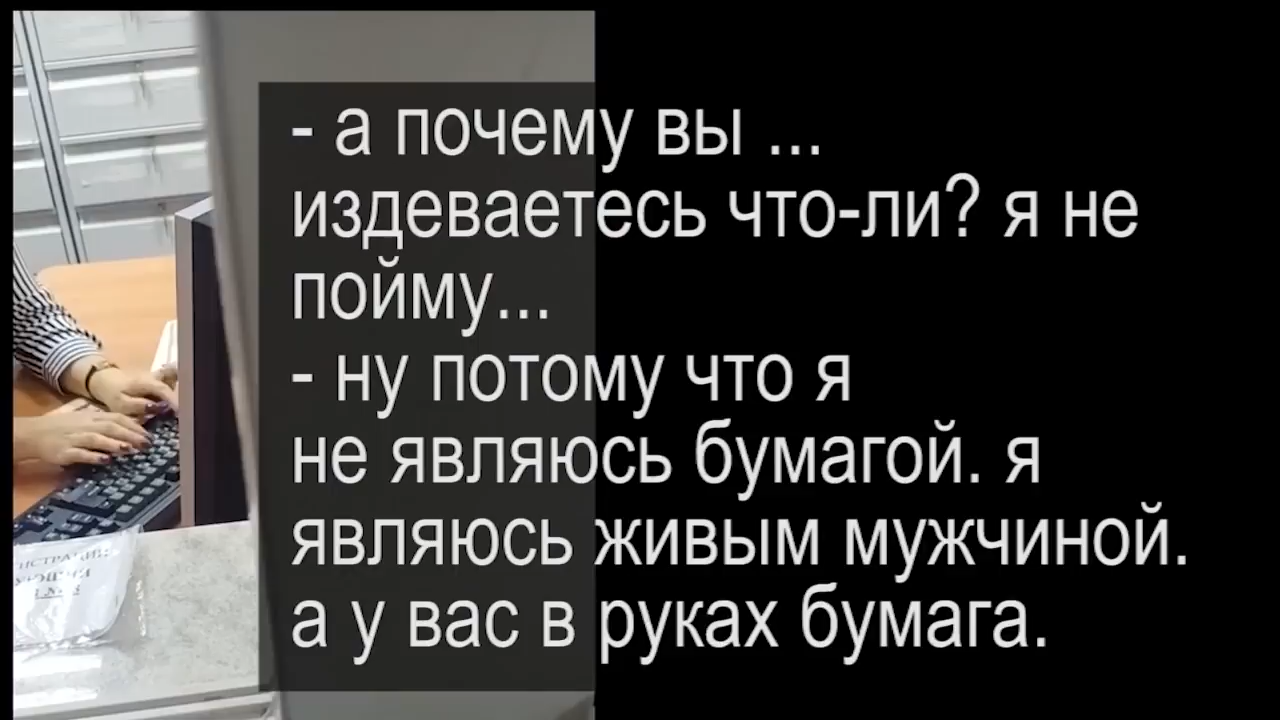 - а почему вы ...
издеваетесь что-ли? я не
пойму...
- ну потому что я
не являюсь бумагой. я
являюсь живым мужчиной.
а у вас в руках бумага.